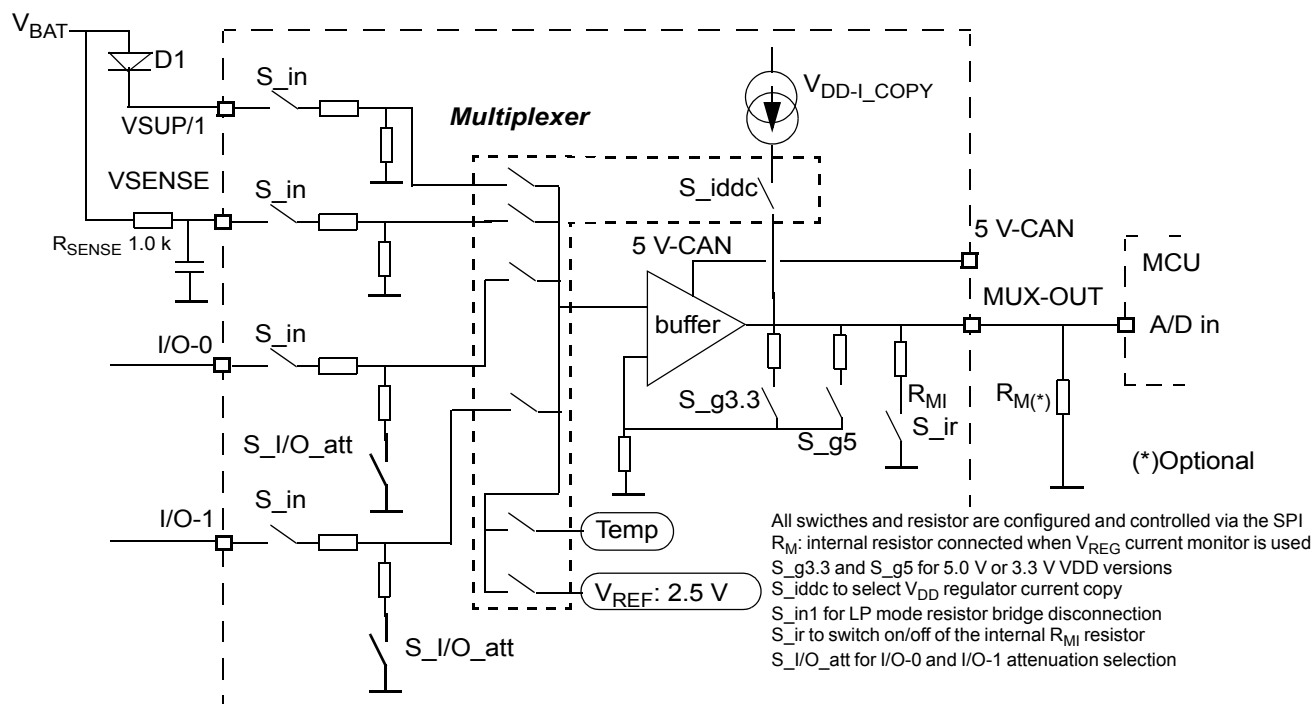 VBAT
D1
S_in
VDD-I_COPY
VSUP/1
Multiplexer
VSENSE
S_in
S_iddc
RSENSE 1.0 k
5 V-CAN
5 V-CAN
MCU
MUX-OUT
buffer
A/D in
I/O-0
S_in
S_g3.3
RMI
RM(*)
S_ir
S_g5
S_I/O_att
(*)Optional
S_in
I/O-1
Temp
VREF: 2.5 V
S_I/O_att
All swicthes and resistor are configured and controlled via the SPI
RM: internal resistor connected when VREG current monitor is used
S_g3.3 and S_g5 for 5.0 V or 3.3 V VDD versions
S_iddc to select VDD regulator current copy
S_in1 for LP mode resistor bridge disconnection
S_ir to switch on/off of the internal RMI resistor
S_I/O_att for I/O-0 and I/O-1 attenuation selection